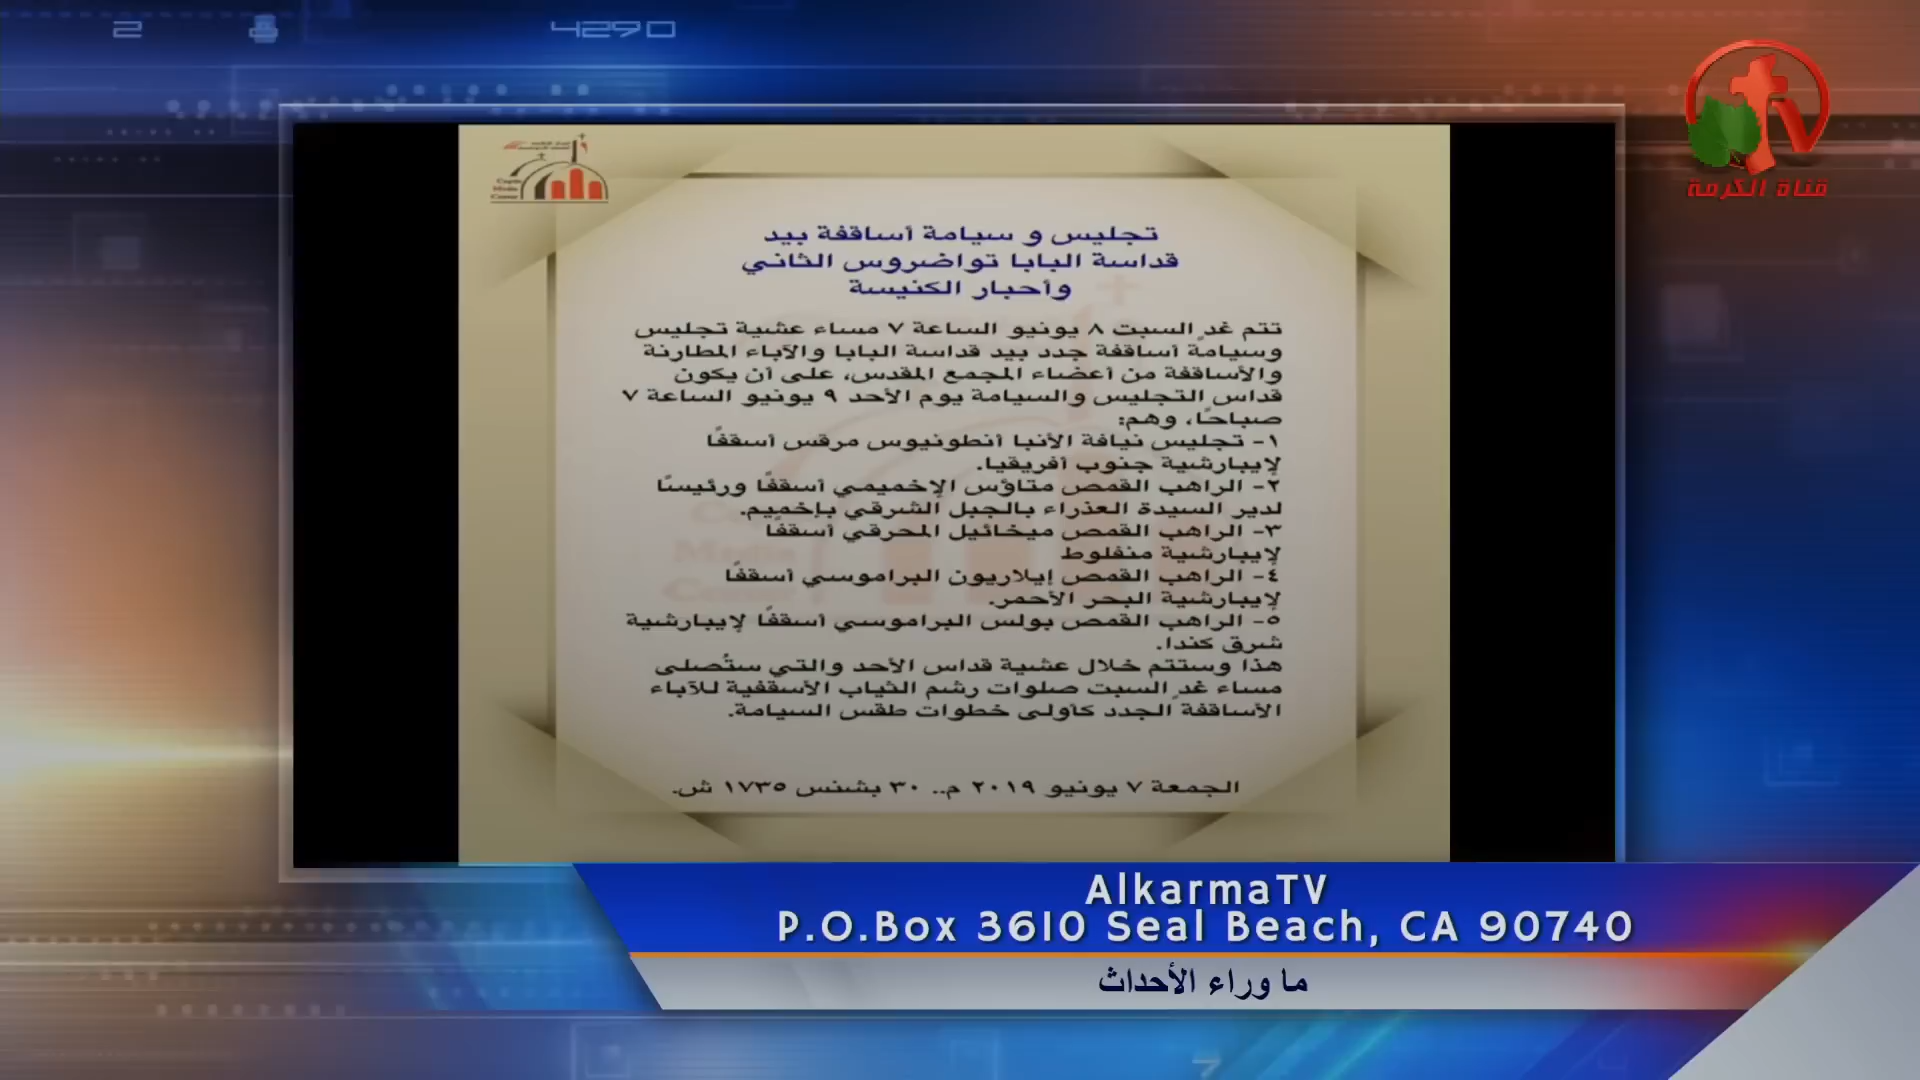 2
4290
tv
قناة الكرمة
Coptic
Media
Center
تجليس و سيامة أساقفة بيد
قداسة البابا تواضروس الثاني
وأحبار الكنيسة
تتم غد السبت ٨ يونيو الساعة ٧ مساء عشية تجليس
وسيامة أساقفة جدد بيد قداسة البابا والآباء المطارنة
والأساقفة من أعضاء المجمع المقدس، على أن يكون
قداس التجليس والسيامة يوم الأحد ٩ يونيو الساعة ٧
صباحًا، وهم:
١- تجليس نيافة الأنبا أنطونيوس مرقس أسقفًا
لإيبارشية جنوب أفريقيا.
٢- الراهب القمص متاؤس الإخميمي أسقفًا ورئيسًا
لدير السيدة العذراء بالجبل الشرقي بإخميم.
٣- الراهب القمص ميخائيل المحرقي أسقفًا
لإيبارشية منفلوط
٤- الراهب القمص إيلاريون البراموسي أسقفًا
لإيبارشية البحر الأحمر.
٥- الراهب القمص بولس البراموسي أسقفًا لإيبارشية
شرق كندا.
هذا وستتم خلال عشية قداس الأحد والتي ستُصلى
مساء غدٍ السبت صلوات رشم الثياب الأسقفية للآباء
الأساقفة الجدد كأولى خطوات طقس السيامة.
الجمعة ٧ يونيو ٢٠١٩ م.. ٣٠ بشنس ١٧٣٥ ش.
AlkarmaTV
P.O.Box 3610 Seal Beach, CA 90740
ما وراء الأحداث